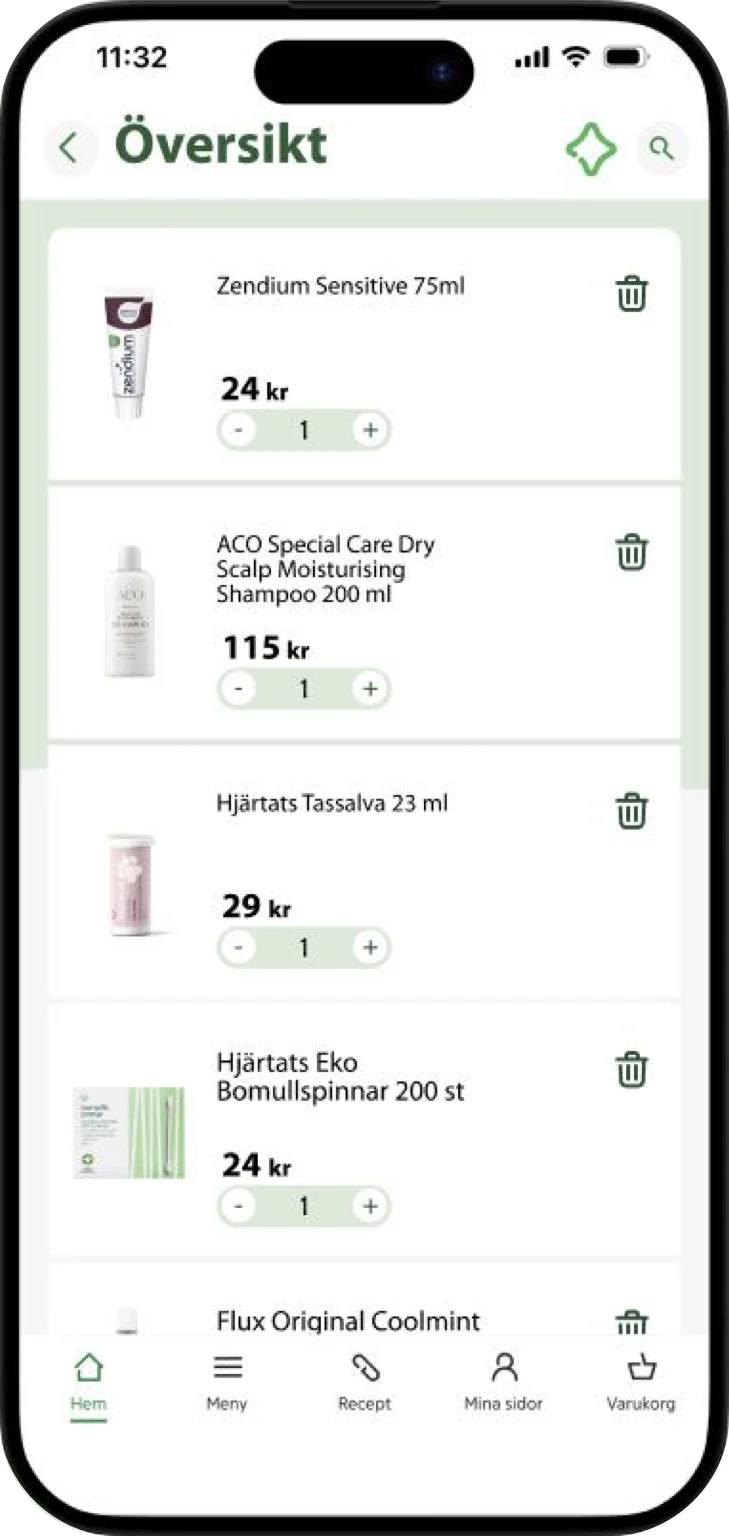 11:32
Översikt
Zendium Sensitive 75ml
zendium
24 kr
- 1 +
ACO Special Care Dry
Scalp Moisturising
Shampoo 200 ml
ACO
115 kr
- 1 +
Hjärtats Tassalva 23 ml
29 kr
- 1 +
Hjärtats Eko
Bomullspinnar 200 st
24 kr
- 1 +
Flux Original Coolmint
Hem
Meny
Recept
Mina sidor
Varukorg